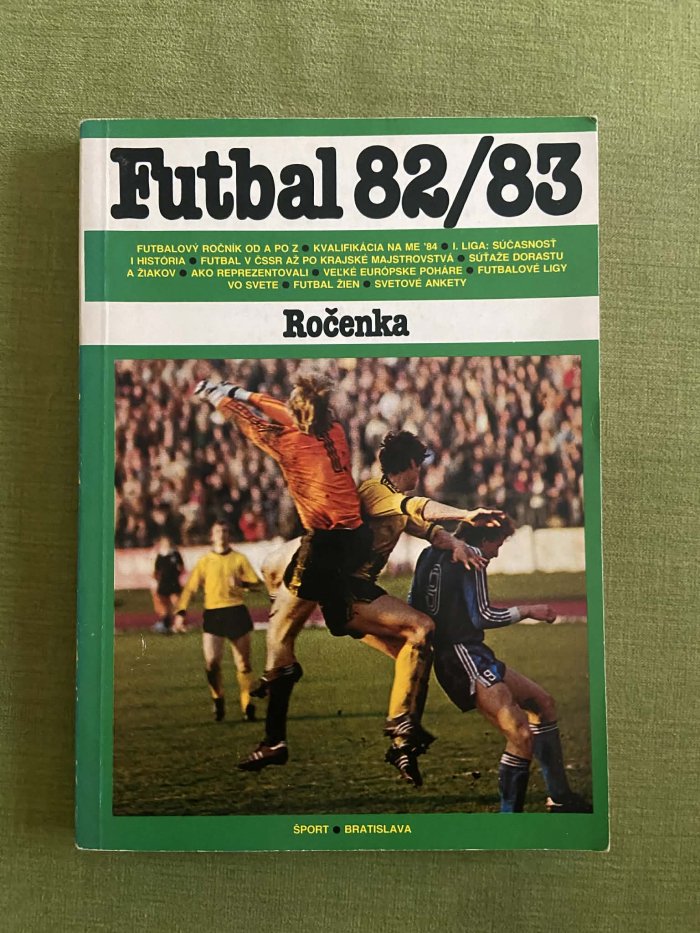 Futbal 82/83
FUTBALOVÝ ROČNÍK OD A PO Z ● KVALIFIKÁCIA NA ME '84 ● I. LIGA: SÚČASNOSŤ
I HISTÓRIA ● FUTBAL V ČSSR AŽ PO KRAJSKÉ MAJSTROVSTVÁ ● SÚŤAŽE DORASTU
A ŽIAKOV ● AKO REPREZENTOVALI ● VEĽKÉ EURÓPSKE POHÁRE ● FUTBALOVÉ LIGY
VO SVETE ● FUTBAL ŽIEN ● SVETOVÉ ANKETY
Ročenka
ŠPORT ● BRATISLAVA